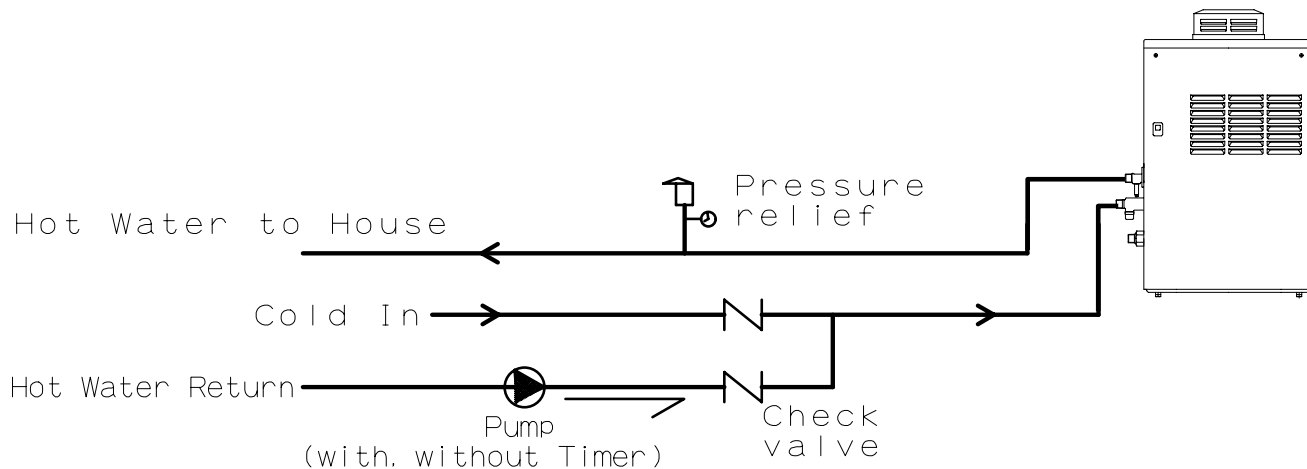 Pressure
relief
Hot Water to House
Cold In
Hot Water Return
Check
valve
Pump
(with, without Timer)